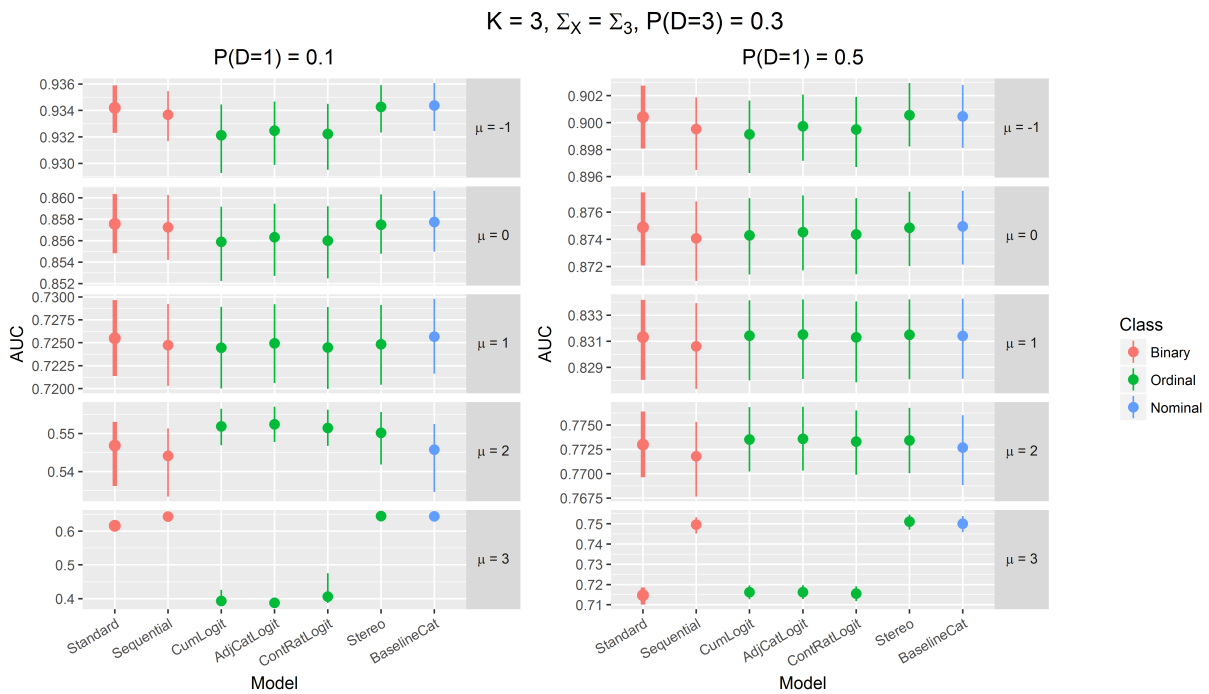 K = 3, Σ_X = Σ_3, P(D=3) = 0.3
P(D=1) = 0.1
0.936
0.934
0.932
0.930
μ = -1
0.860
0.858
0.856
0.854
0.852
μ = 0
0.7300
0.7275
0.7250
0.7225
0.7200
μ = 1
0.55
0.54
μ = 2
0.6
0.5
0.4
μ = 3
AUC
Standard
Sequential
CumLogit
AdjCatLogit
ContRatLogit
Stereo
BaselineCat
Model
P(D=1) = 0.5
0.902
0.900
0.898
0.896
μ = -1
0.876
0.874
0.872
μ = 0
0.833
0.831
0.829
μ = 1
0.7750
0.7725
0.7700
0.7675
μ = 2
0.75
0.74
0.73
0.72
0.71
μ = 3
AUC
Standard
Sequential
CumLogit
AdjCatLogit
ContRatLogit
Stereo
BaselineCat
Model
Class
Binary
Ordinal
Nominal